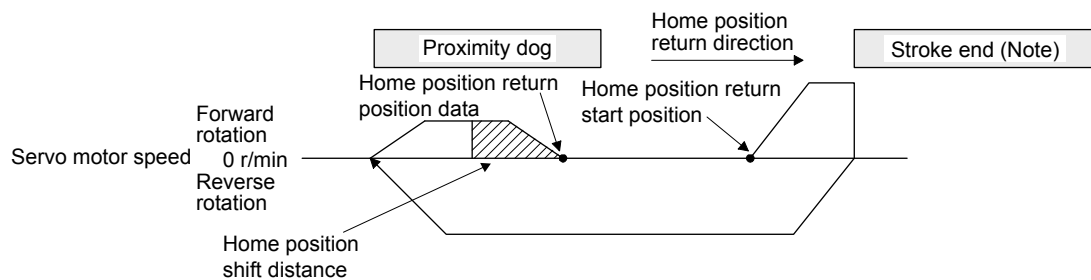 Proximity dog
Home position
return direction
Stroke end (Note)
Home position return
position data
Home position return
start position
Forward
rotation
Servo motor speed
0 r/min
Reverse
rotation
Home position
shift distance